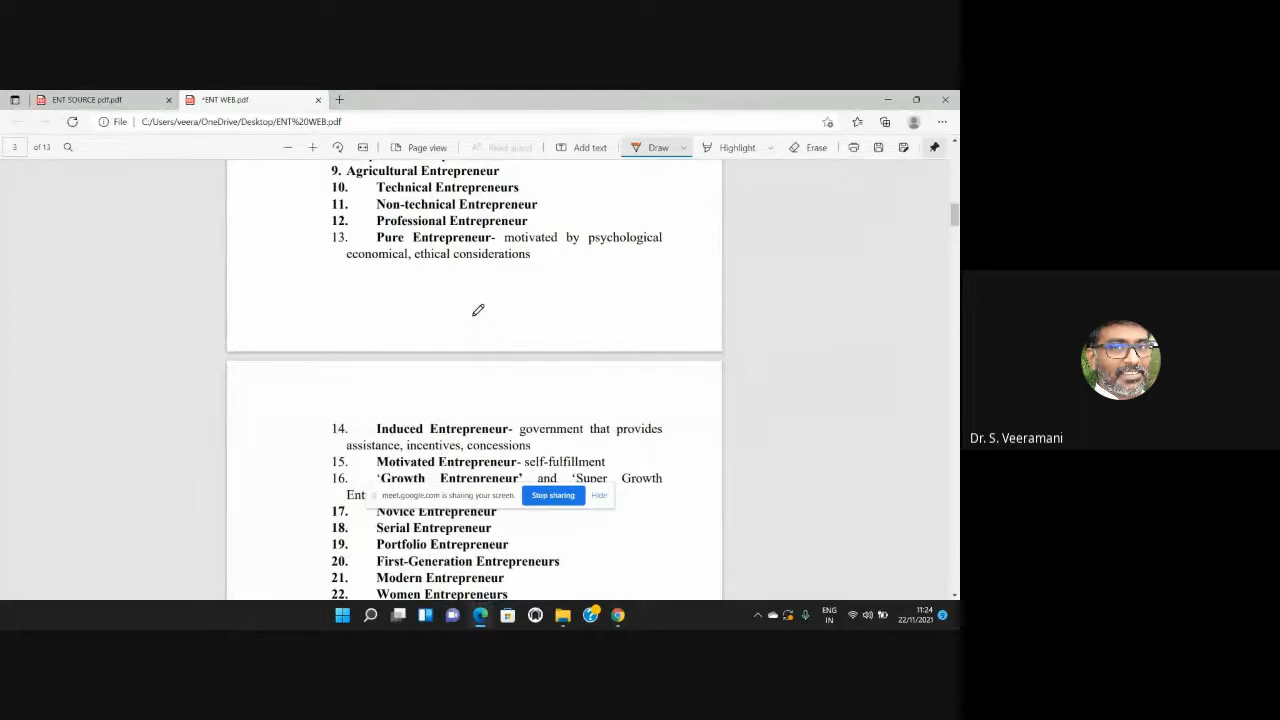 ENT SOURCE pdf.pdf
*ENT WEB.pdf
File C:/Users/veera/OneDrive/Desktop/ENT%20WEB.pdf
3 of 13 Page view Read aloud Add text Draw Highlight Erase
9. Agricultural Entrepreneur
10. Technical Entrepreneurs
11. Non-technical Entrepreneur
12. Professional Entrepreneur
13. Pure Entrepreneur- motivated by psychological
economical, ethical considerations
14. Induced Entrepreneur- government that provides
assistance, incentives, concessions
15. Motivated Entrepreneur- self-fulfillment
16. 'Growth Entrepreneur' and 'Super Growth
Ent
meet.google.com is sharing your screen. Stop sharing Hide
17. Novice Entrepreneur
18. Serial Entrepreneur
19. Portfolio Entrepreneur
20. First-Generation Entrepreneurs
21. Modern Entrepreneur
22. Women Entrepreneurs
ENG
IN
11:24
22/11/2021
Dr. S. Veeramani